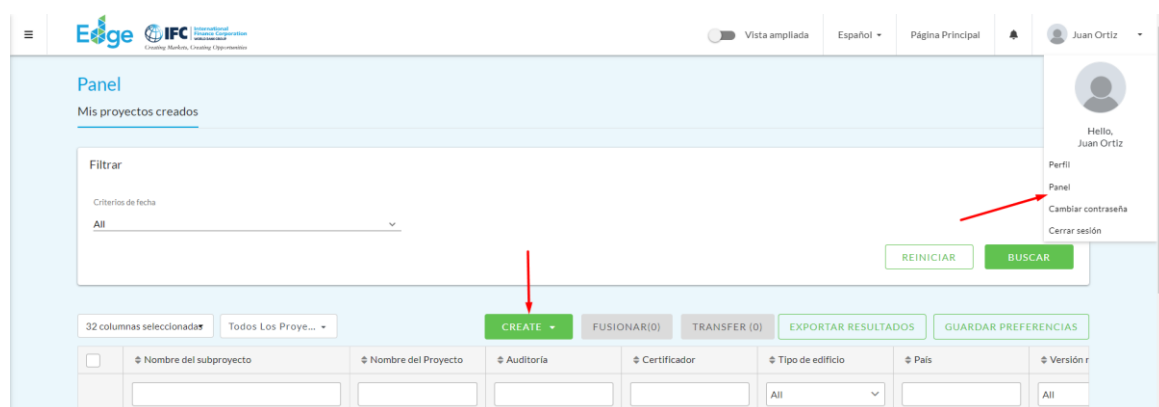 ≡ Edge IFC International Finance Corporation WORLD BANK GROUP Vista ampliada Español Página Principal Juan Ortiz
Creating Markets, Creating Opportunities
Panel
Mis proyectos creados
Hello,
Juan Ortiz
Filtrar
Perfil
Panel
Criterios de fecha
Cambiar contraseña
All
Cerrar sesión
REINICIAR BUSCAR
32 columnas seleccionadas Todos Los Proye... CREATE FUSIONAR(0) TRANSFER (0) EXPORTAR RESULTADOS GUARDAR PREFERENCIAS
Nombre del subproyecto Nombre del Proyecto Auditoría Certificador Tipo de edificio País Versión
All All